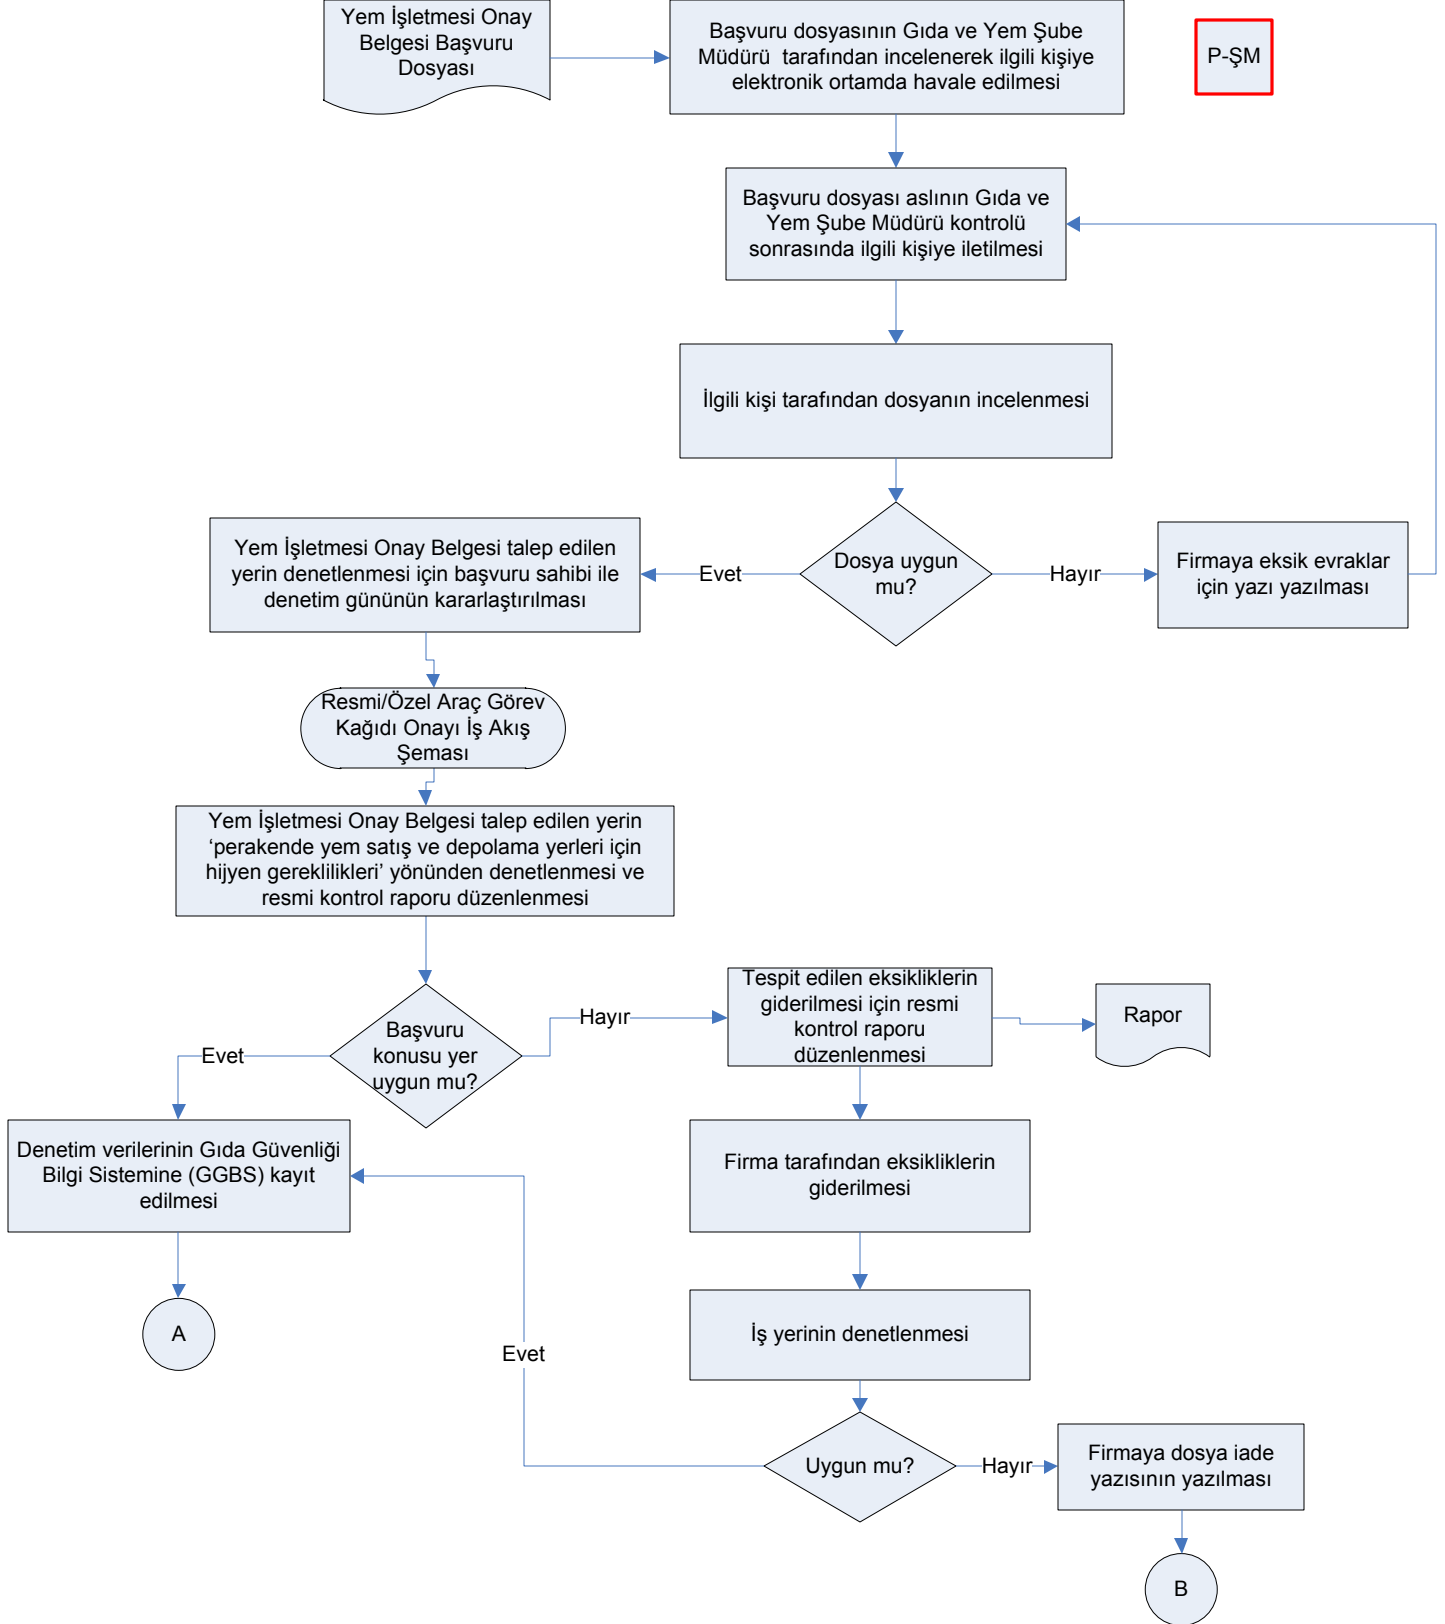 Yem İşletmesi Onay
Belgesi Başvuru
Dosyası
Başvuru dosyasının Gıda ve Yem Şube
Müdürü  tarafından incelenerek ilgili kişiye
elektronik ortamda havale edilmesi
P-ŞM
Başvuru dosyası aslının Gıda ve
Yem Şube Müdürü kontrolü
sonrasında ilgili kişiye iletilmesi
İlgili kişi tarafından dosyanın incelenmesi
Dosya uygun
mu?
Evet
Hayır
Firmaya eksik evraklar
için yazı yazılması
Yem İşletmesi Onay Belgesi talep edilen
yerin denetlenmesi için başvuru sahibi ile
denetim gününün kararlaştırılması
Resmi/Özel Araç Görev
Kağıdı Onayı İş Akış
Şeması
Yem İşletmesi Onay Belgesi talep edilen yerin
‘perakende yem satış ve depolama yerleri için
hijyen gereklilikleri’ yönünden denetlenmesi ve
resmi kontrol raporu düzenlenmesi
Başvuru
konusu yer
uygun mu?
Evet
Hayır
Tespit edilen eksikliklerin
giderilmesi için resmi
kontrol raporu
düzenlenmesi
Rapor
Denetim verilerinin Gıda Güvenliği
Bilgi Sistemine (GGBS) kayıt
edilmesi
A
Firma tarafından eksikliklerin
giderilmesi
İş yerinin denetlenmesi
Uygun mu?
Evet
Hayır
Firmaya dosya iade
yazısının yazılması
B